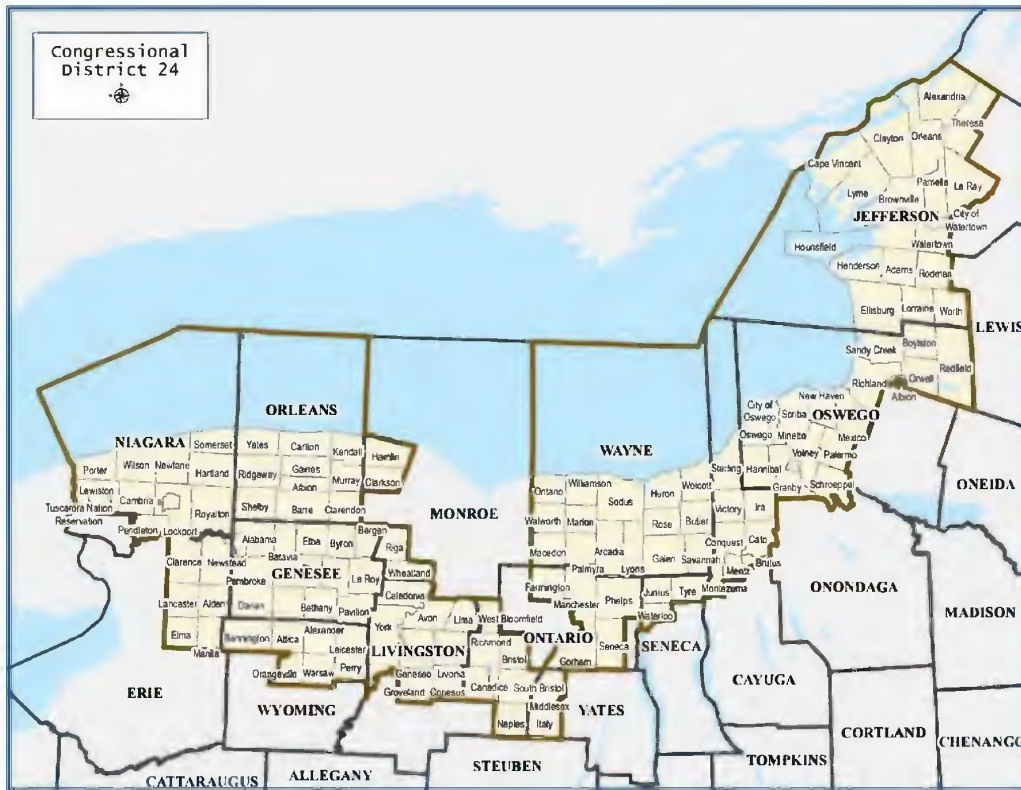 Congressional
District 24
Alexandria
Theresa
Clayton
Orleans
Cape Vincent
Pamelia
Le Ray
Lyme
Brownville
JEFFERSON
City of
Watertown
Hounsfield
Watertown
Henderson
Adams
Rodman
Ellisburg
Lorraine
Worth
LEWIS
Sandy Creek
Boylston
Redfield
Richland
Orwell
Albion
New Haven
City of
Oswego
Scriba
OSWEGO
Oswego
Minetto
Mexico
Volney
Palermo
Hannibal
Granby
Schroeppel
ONEIDA
ORLEANS
NIAGARA
Somerset
Yates
Carlton
Kendall
Hamlin
Porter
Wilson
Newfane
Hartland
Ridgeway
Gaines
Murray
Clarkson
Lewiston
Cambria
Albion
Tuscarora Nation
Reservation
Royalton
Shelby
Barre
Clarendon
Pendleton
Lockport
MONROE
WAYNE
Sterling
Williamson
Ontario
Sodus
Huron
Wolcott
Victory
Ira
Walworth
Marion
Rose
Butler
Conquest
Cato
Macedon
Arcadia
Galen
Savannah
Mentz
Brutus
Palmyra
Lyons
Montezuma
Bergen
Alabama
Elba
Byron
Riga
Clarence
Newstead
Batavia
GENESEE
Wheatland
Pembroke
Le Roy
Caledonia
Lancaster
Alden
Darien
Bethany
Pavilion
Avon
Lima
West Bloomfield
Farmington
Manchester
Phelps
Junius
Tyre
Waterloo
Elma
Marilla
Bennington
Attica
Alexander
York
LIVINGSTON
Richmond
ONTARIO
Seneca
SENECA
Leicester
Bristol
Gorham
Orangeville
Warsaw
Perry
Geneseo
Livonia
Groveland
Conesus
Canadice
South Bristol
Middlesex
Naples
Italy
YATES
ERIE
WYOMING
CAYUGA
ONONDAGA
MADISON
CORTLAND
CHENANGO
TOMPKINS
STEUBEN
ALLEGANY
CATTARAUGUS